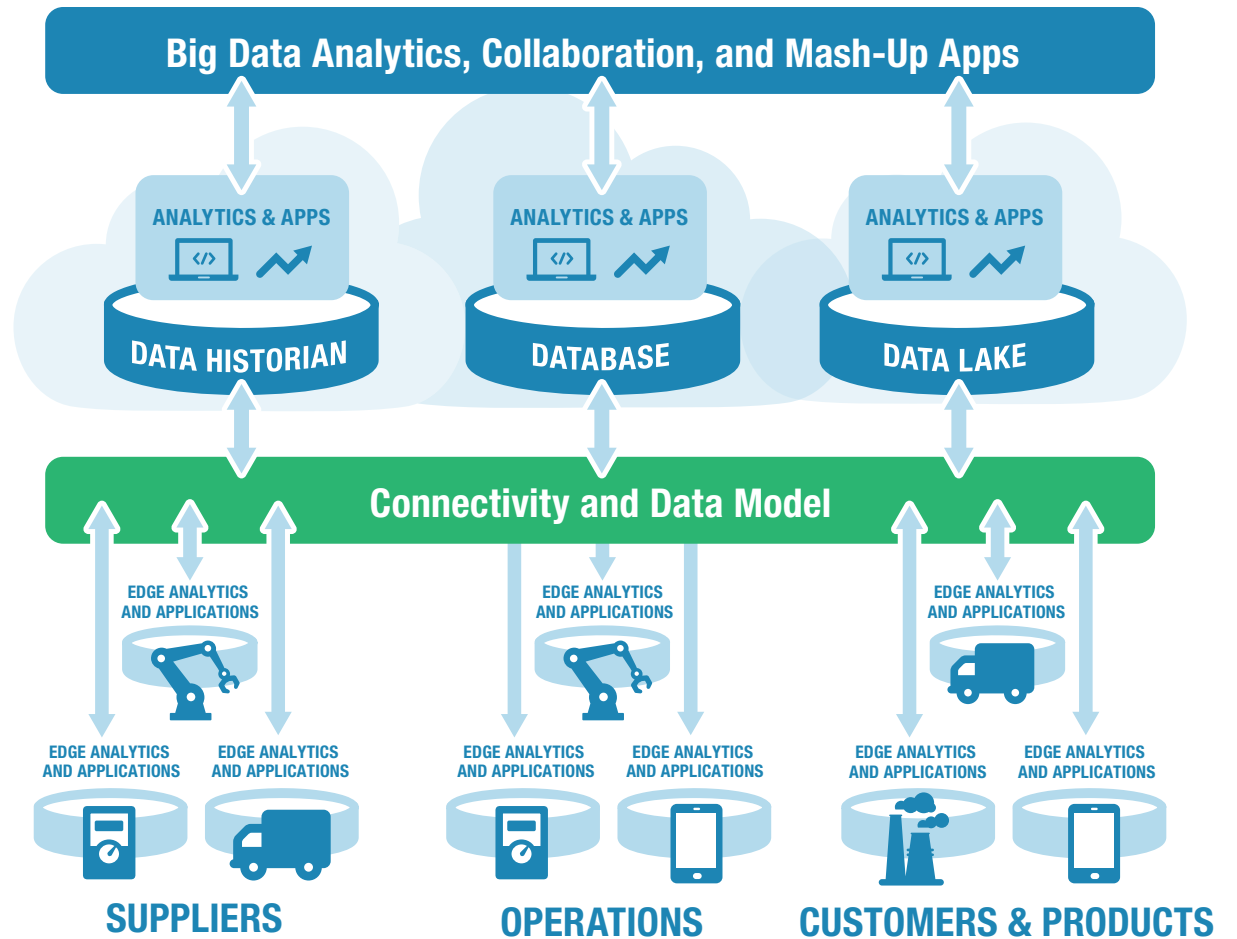 Big Data Analytics, Collaboration, and Mash-Up Apps
ANALYTICS & APPS
</>
DATA HISTORIAN
ANALYTICS & APPS
</>
DATABASE
ANALYTICS & APPS
</>
DATA LAKE
Connectivity and Data Model
EDGE ANALYTICS
AND APPLICATIONS
EDGE ANALYTICS
AND APPLICATIONS
EDGE ANALYTICS
AND APPLICATIONS
EDGE ANALYTICS
AND APPLICATIONS
EDGE ANALYTICS
AND APPLICATIONS
EDGE ANALYTICS
AND APPLICATIONS
EDGE ANALYTICS
AND APPLICATIONS
EDGE ANALYTICS
AND APPLICATIONS
EDGE ANALYTICS
AND APPLICATIONS
SUPPLIERS
OPERATIONS
CUSTOMERS & PRODUCTS